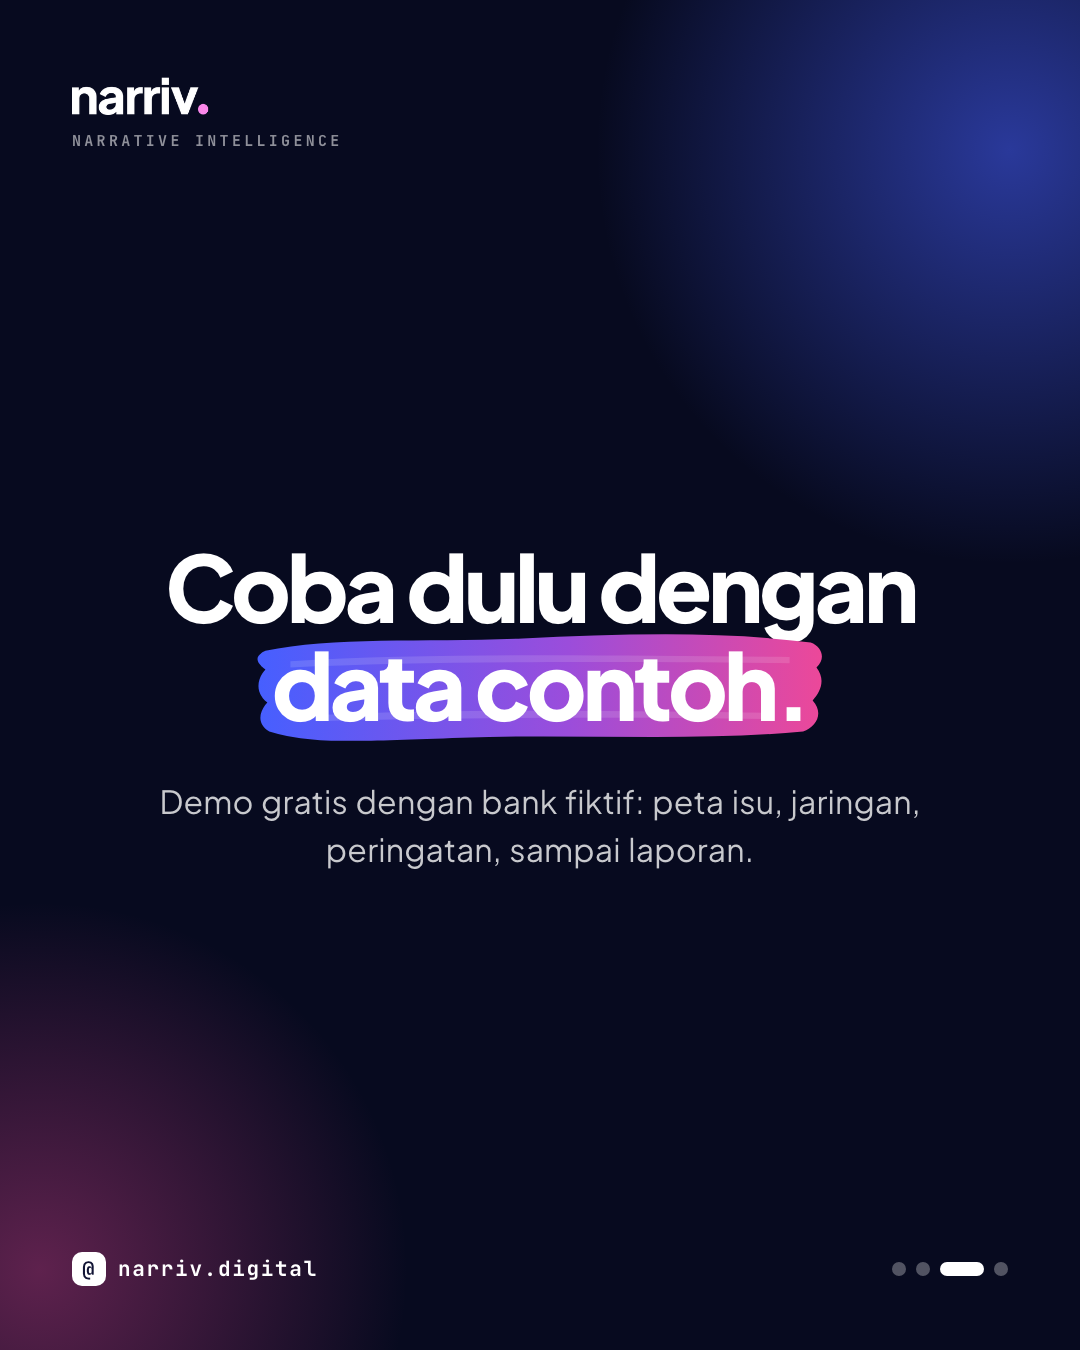 narriv.
NARRATIVE INTELLIGENCE
Coba dulu dengan
data contoh.
Demo gratis dengan bank fiktif: peta isu, jaringan,
peringatan, sampai laporan.
@ narriv.digital